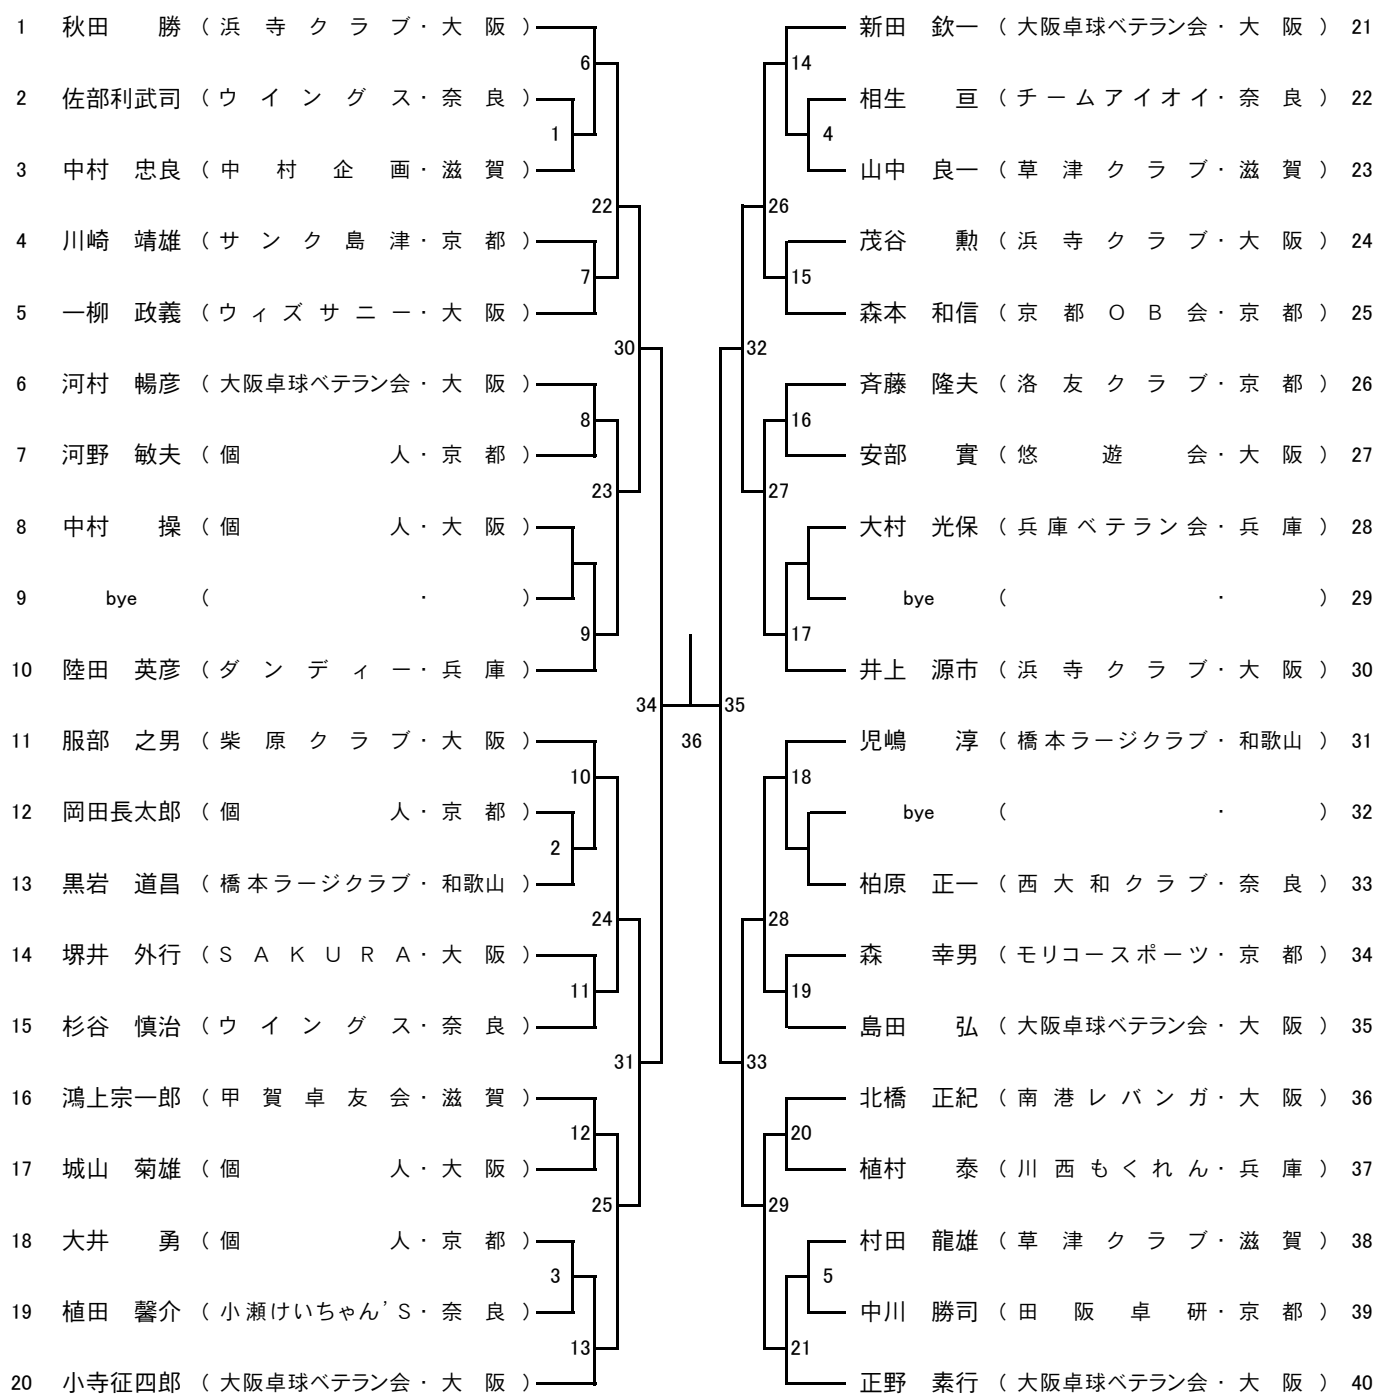 1 秋田 勝 ( 浜寺クラブ・大阪 )
6
2 佐部利武司 ( ウイングス・奈良 )
1
3 中村 忠良 ( 中村企画・滋賀 )
22
4 川崎 靖雄 ( サンク島津・京都 )
7
5 一柳 政義 ( ウィズサニー・大阪 )
30
6 河村 暢彦 ( 大阪卓球ベテラン会・大阪 )
8
7 河野 敏夫 ( 個人・京都 )
23
8 中村 操 ( 個人・大阪 )
9 bye ( ・ )
9
10 陸田 英彦 ( ダンディー・兵庫 )
34
11 服部 之男 ( 柴原クラブ・大阪 )
10
12 岡田長太郎 ( 個人・京都 )
2
13 黒岩 道昌 ( 橋本ラージクラブ・和歌山 )
24
14 堺井 外行 ( SAKURA・大阪 )
11
15 杉谷 慎治 ( ウイングス・奈良 )
31
16 鴻上宗一郎 ( 甲賀卓友会・滋賀 )
12
17 城山 菊雄 ( 個人・大阪 )
25
18 大井 勇 ( 個人・京都 )
3
19 植田 馨介 ( 小瀬けいちゃん'S・奈良 )
13
20 小寺征四郎 ( 大阪卓球ベテラン会・大阪 )
36
新田 欽一 ( 大阪卓球ベテラン会・大阪 ) 21
14
相生 亘 ( チームアイオイ・奈良 ) 22
4
山中 良一 ( 草津クラブ・滋賀 ) 23
26
茂谷 勲 ( 浜寺クラブ・大阪 ) 24
15
森本 和信 ( 京都OB会・京都 ) 25
32
斉藤 隆夫 ( 洛友クラブ・京都 ) 26
16
安部 實 ( 悠遊会・大阪 ) 27
27
大村 光保 ( 兵庫ベテラン会・兵庫 ) 28
bye ( ・ ) 29
17
井上 源市 ( 浜寺クラブ・大阪 ) 30
35
児嶋 淳 ( 橋本ラージクラブ・和歌山 ) 31
18
bye ( ・ ) 32
柏原 正一 ( 西大和クラブ・奈良 ) 33
28
森 幸男 ( モリコースポーツ・京都 ) 34
19
島田 弘 ( 大阪卓球ベテラン会・大阪 ) 35
33
北橋 正紀 ( 南港レバンガ・大阪 ) 36
20
植村 泰 ( 川西もくれん・兵庫 ) 37
29
村田 龍雄 ( 草津クラブ・滋賀 ) 38
5
中川 勝司 ( 田阪卓研・京都 ) 39
21
正野 素行 ( 大阪卓球ベテラン会・大阪 ) 40